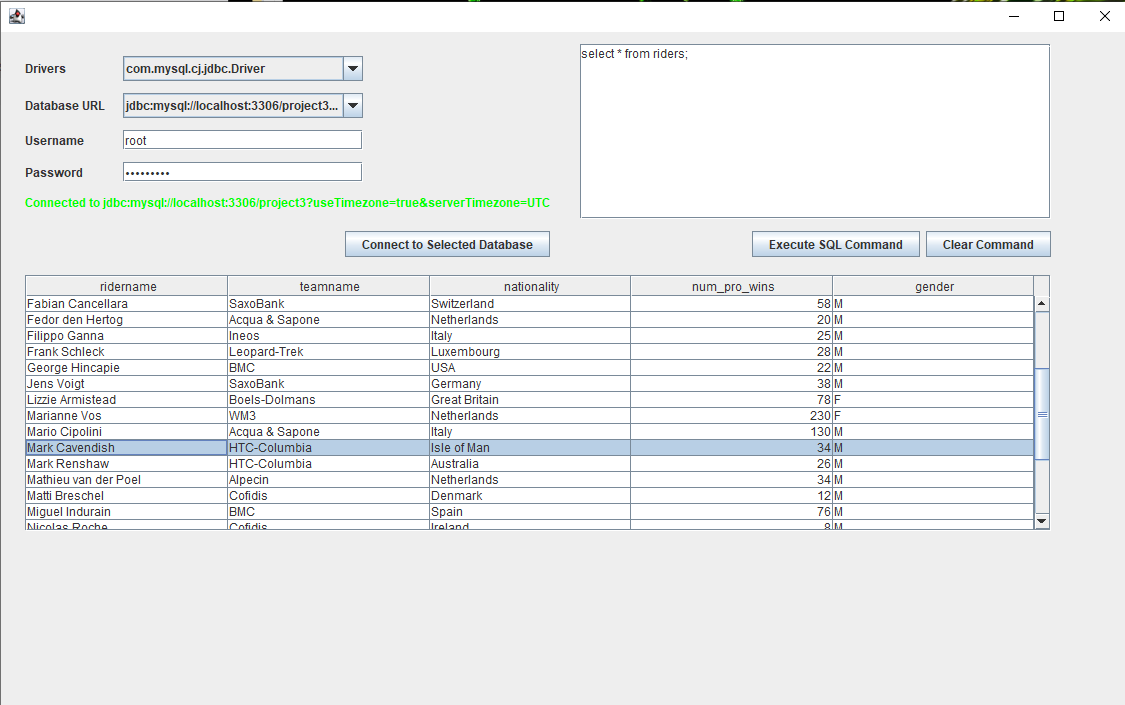 Drivers com.mysql.cj.jdbc.Driver
Database URL jdbc:mysql://localhost:3306/project3...
Username root
Password •••••••••
Connected to jdbc:mysql://localhost:3306/project3?useTimezone=true&serverTimezone=UTC
Connect to Selected Database
select * from riders;
Execute SQL Command Clear Command
ridername teamname nationality num_pro_wins gender
Fabian Cancellara SaxoBank Switzerland 58 M
Fedor den Hertog Acqua & Sapone Netherlands 20 M
Filippo Ganna Ineos Italy 25 M
Frank Schleck Leopard-Trek Luxembourg 28 M
George Hincapie BMC USA 22 M
Jens Voigt SaxoBank Germany 38 M
Lizzie Armistead Boels-Dolmans Great Britain 78 F
Marianne Vos WM3 Netherlands 230 F
Mario Cipolini Acqua & Sapone Italy 130 M
Mark Cavendish HTC-Columbia Isle of Man 34 M
Mark Renshaw HTC-Columbia Australia 26 M
Mathieu van der Poel Alpecin Netherlands 34 M
Matti Breschel Cofidis Denmark 12 M
Miguel Indurain BMC Spain 76 M
Nicolas Roche Cofidis Ireland 8 M